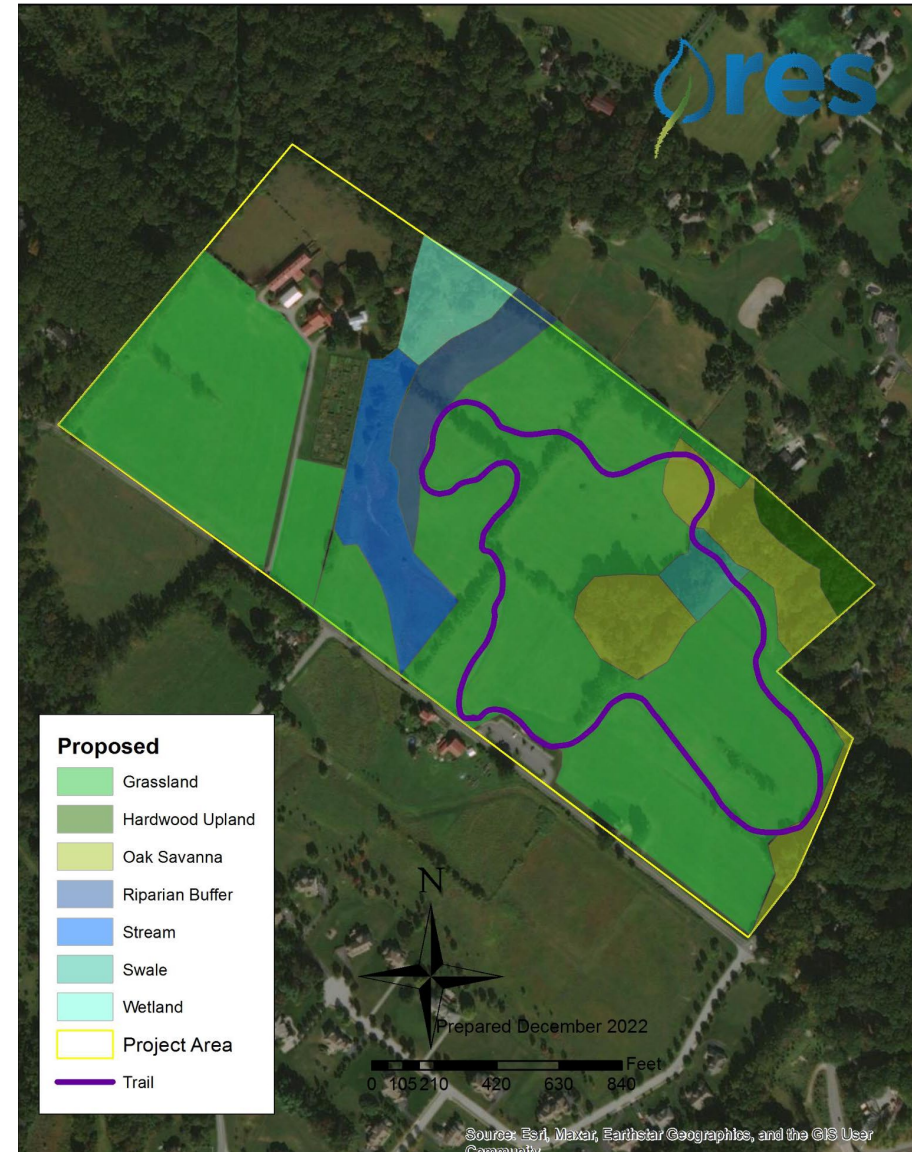 res
Proposed
Grassland
Hardwood Upland
Oak Savanna
Riparian Buffer
Stream
Swale
Wetland
Project Area
Trail
N
Prepared December 2022
Feet
0 105 210 420 630 840
Source: Esri, Maxar, Earthstar Geographics, and the GIS User
Community